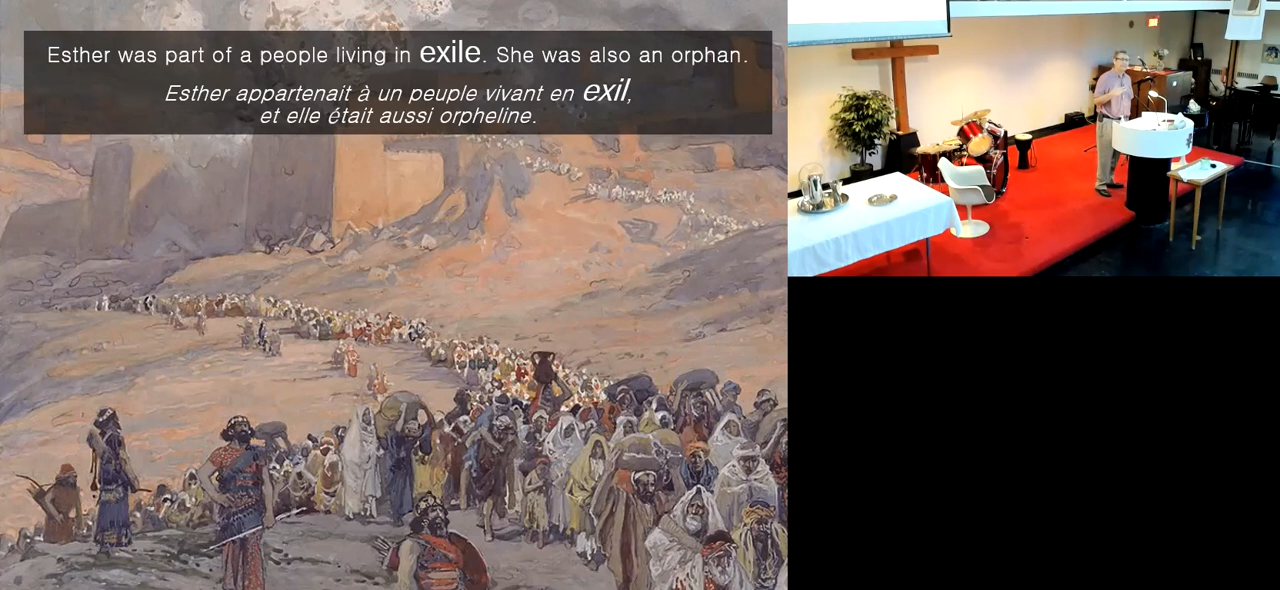 Esther was part of a people living in exile. She was also an orphan.
Esther appartenait à un peuple vivant en exil,
et elle était aussi orpheline.